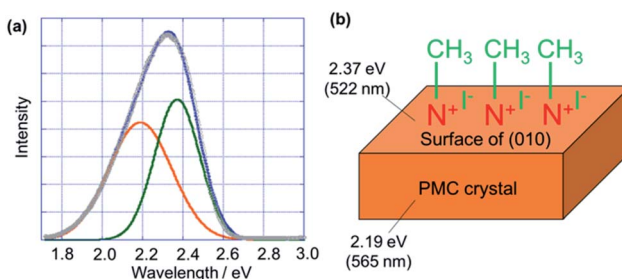 (a)
Intensity
1.8 2.0 2.2 2.4 2.6 2.8 3.0
Wavelength / eV
(b)
CH3 CH3 CH3
2.37 eV
(522 nm)
N+ I- N+ I- N+ I-
Surface of (010)
PMC crystal
2.19 eV
(565 nm)